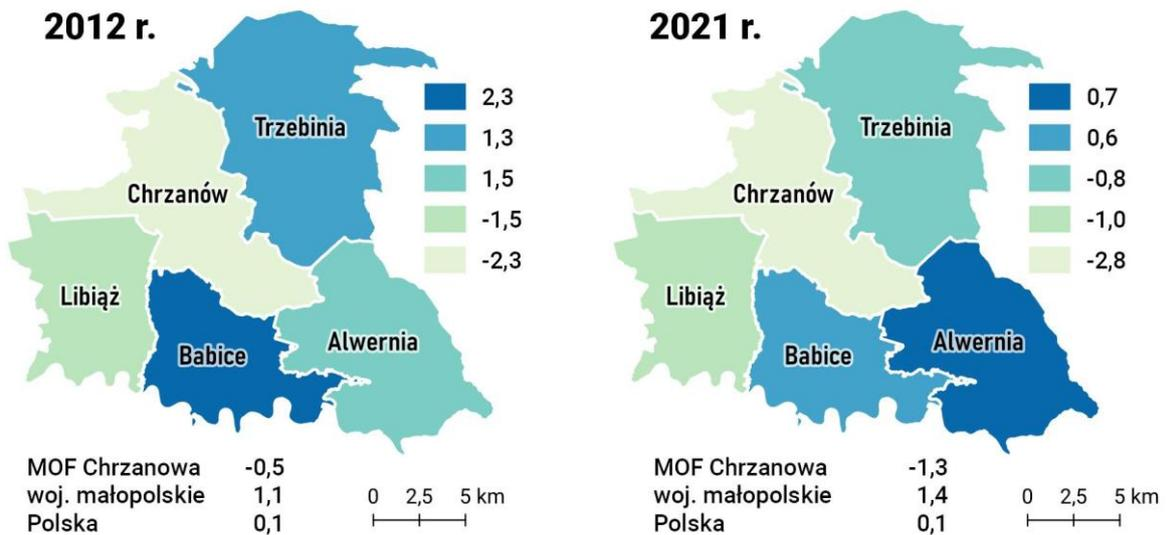 2012 r.
Trzebinia
Chrzanów
Libiąż
Babice
Alwernia
2,3
1,3
1,5
-1,5
-2,3
MOF Chrzanowa -0,5
woj. małopolskie 1,1
Polska 0,1
0 2,5 5 km
2021 r.
Trzebinia
Chrzanów
Libiąż
Babice
Alwernia
0,7
0,6
-0,8
-1,0
-2,8
MOF Chrzanowa -1,3
woj. małopolskie 1,4
Polska 0,1
0 2,5 5 km